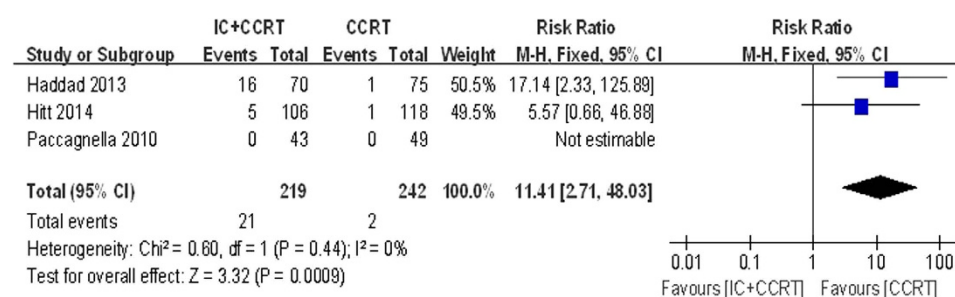 IC+CCRT CCRT Risk Ratio Risk Ratio
Study or Subgroup Events Total Events Total Weight M-H, Fixed, 95% CI M-H, Fixed, 95% CI
Haddad 2013 16 70 1 75 50.5% 17.14 [2.33, 125.89]
Hitt 2014 5 106 1 118 49.5% 5.57 [0.66, 46.88]
Paccagnella 2010 0 43 0 49 Not estimable
Total (95% CI) 219 242 100.0% 11.41 [2.71, 48.03]
Total events 21 2
Heterogeneity: Chi² = 0.60, df = 1 (P = 0.44); I² = 0%
Test for overall effect: Z = 3.32 (P = 0.0009)
0.01 0.1 1 10 100
Favours [IC+CCRT] Favours [CCRT]